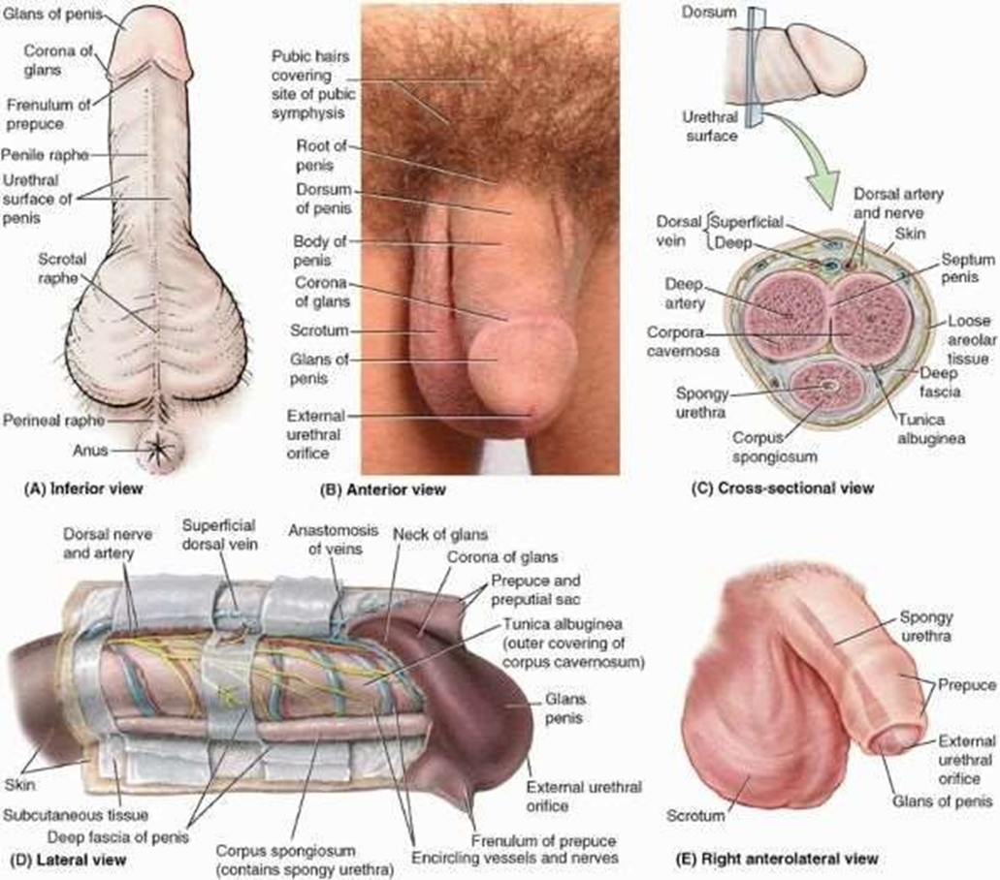 Glans of penis
Corona of
glans
Frenulum of
prepuce
Penile raphe
Urethral
surface of
penis
Scrotal
raphe
Perineal raphe
Anus
(A) Inferior view
Pubic hairs
covering
site of pubic
symphysis
Root of
penis
Dorsum
of penis
Body of
penis
Corona
of glans
Scrotum
Glans of
penis
External
urethral
orifice
(B) Anterior view
Dorsum
Urethral
surface
Dorsal artery
and nerve
Dorsal
vein
Superficial
Deep
Skin
Septum
penis
Deep
artery
Loose
areolar
tissue
Corpora
cavernosa
Deep
fascia
Spongy
urethra
Tunica
albuginea
Corpus
spongiosum
(C) Cross-sectional view
Dorsal nerve
and artery
Superficial
dorsal vein
Anastomosis
of veins
Neck of glans
Corona of glans
Prepuce and
preputial sac
Tunica albuginea
(outer covering of
corpus cavernosum)
Glans
penis
External urethral
orifice
Skin
Subcutaneous tissue
Deep fascia of penis
Corpus spongiosum
(contains spongy urethra)
Frenulum of prepuce
Encircling vessels and nerves
(D) Lateral view
Spongy
urethra
Prepuce
External
urethral
orifice
Glans of penis
Scrotum
(E) Right anterolateral view